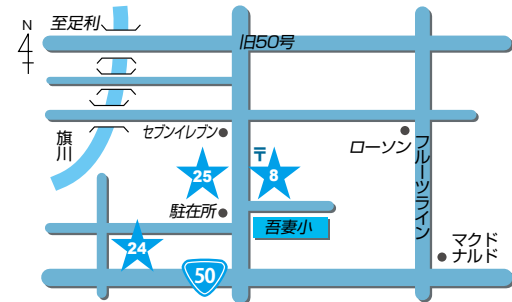 N
至足利
旧50号
旗川
セブンイレブン
ローソン
フルーツライン
〒
25
8
駐在所
吾妻小
24
50
マクド
ナルド